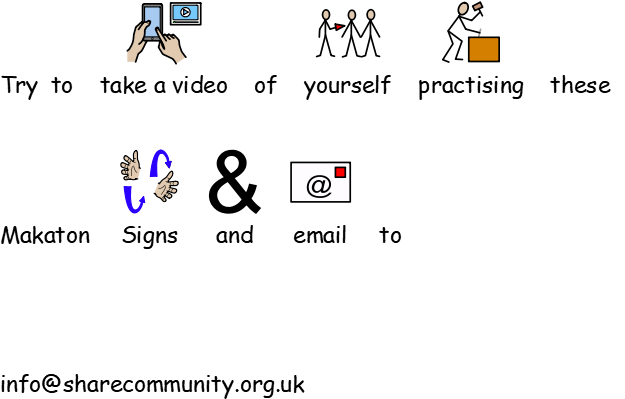 Try to take a video of yourself practising these
&
@
Makaton Signs and email to
info@sharecommunity.org.uk